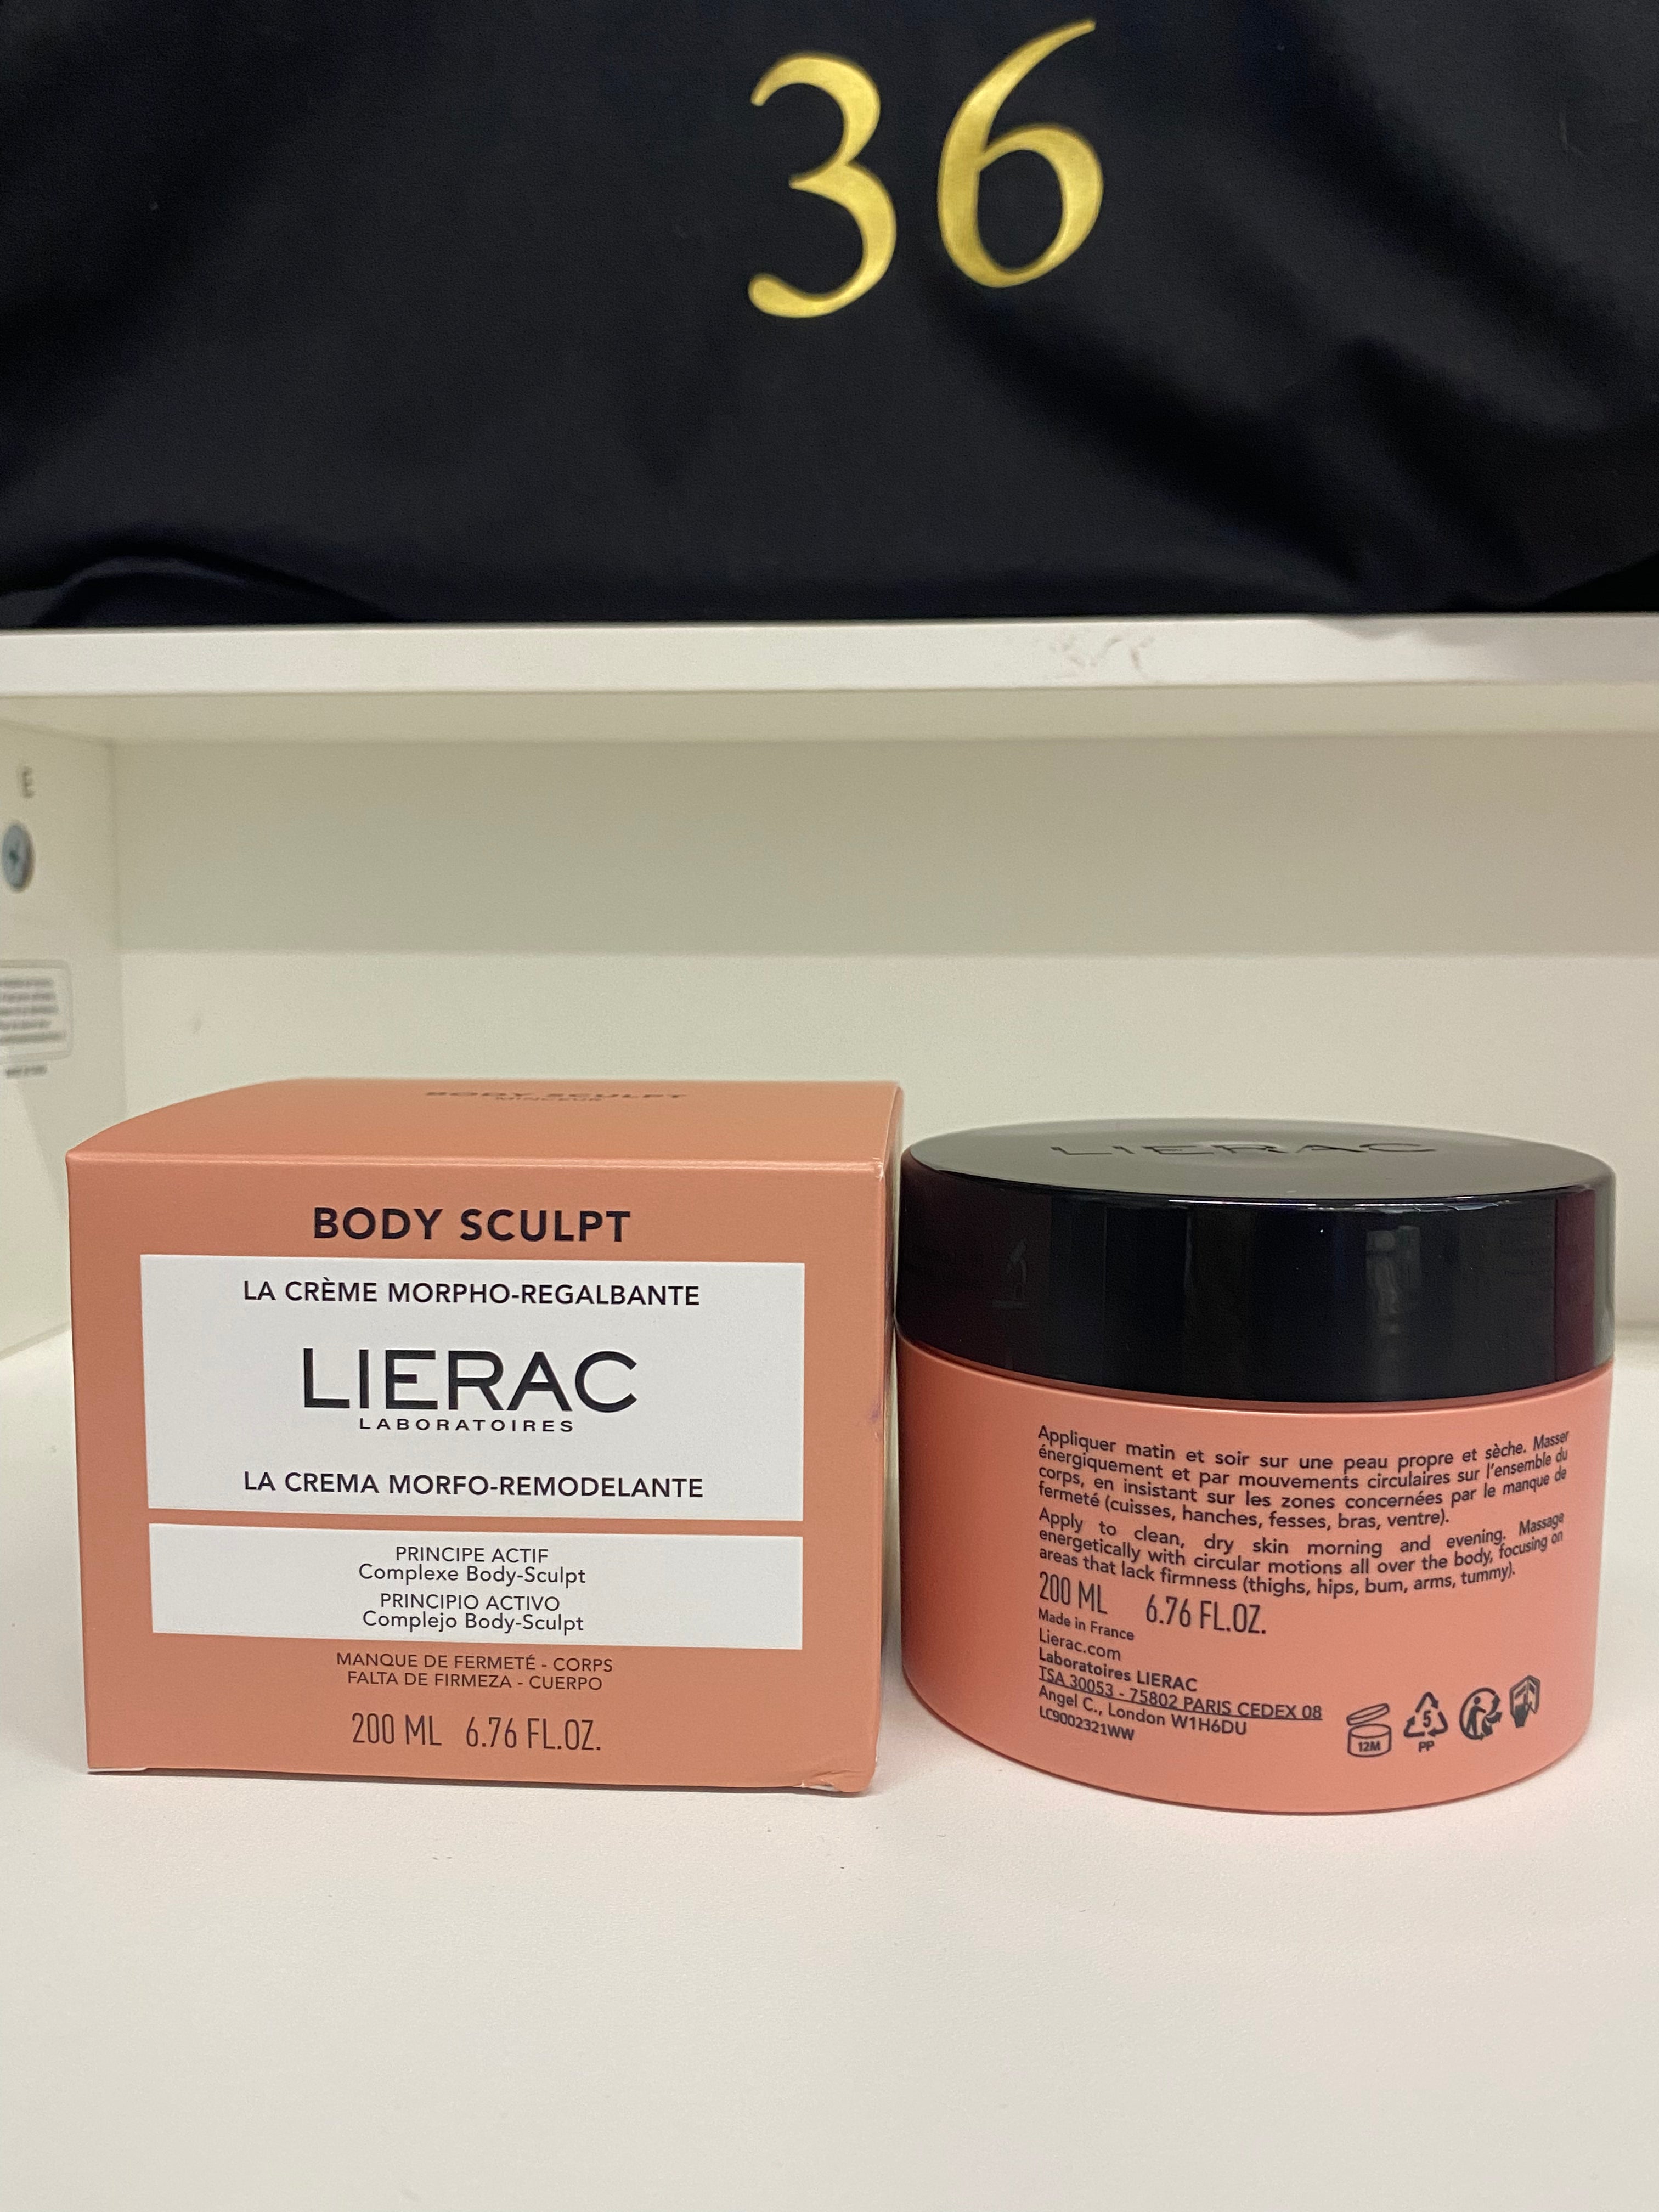 36
E
BODY SCULPT
MINCEUR
BODY SCULPT
LA CRÈME MORPHO-REGALBANTE
LIERAC
LABORATOIRES
LA CREMA MORFO-REMODELANTE
PRINCIPE ACTIF
Complexe Body-Sculpt
PRINCIPIO ACTIVO
Complejo Body-Sculpt
MANQUE DE FERMETÉ - CORPS
FALTA DE FIRMEZA - CUERPO
200 ML 6.76 FL.OZ.
LIERAC
Appliquer matin et soir sur une peau propre et sèche. Masser
énergiquement et par mouvements circulaires sur l'ensemble du
corps, en insistant sur les zones concernées par le manque de
fermeté (cuisses, hanches, fesses, bras, ventre).
Apply to clean, dry skin morning and evening. Massage
energetically with circular motions all over the body, focusing on
areas that lack firmness (thighs, hips, bum, arms, tummy).
200 ML 6.76 FL.OZ.
Made in France
Lierac.com
Laboratoires LIERAC
TSA 30053 - 75802 PARIS CEDEX 08
Angel C., London W1H6DU
LC9002321WW
12M
5
PP